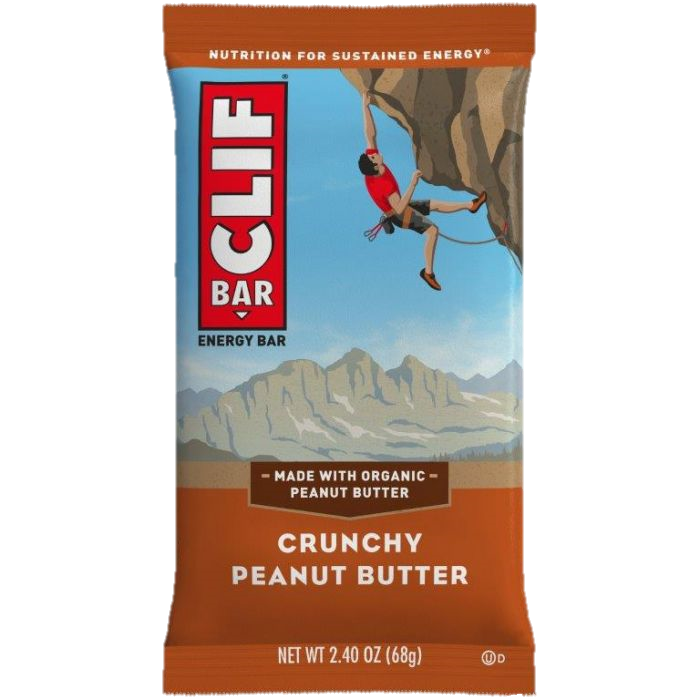 NUTRITION FOR SUSTAINED ENERGY®
CLIF®
BAR
ENERGY BAR
MADE WITH ORGANIC
PEANUT BUTTER
CRUNCHY
PEANUT BUTTER
NET WT 2.40 OZ (68g)
U D